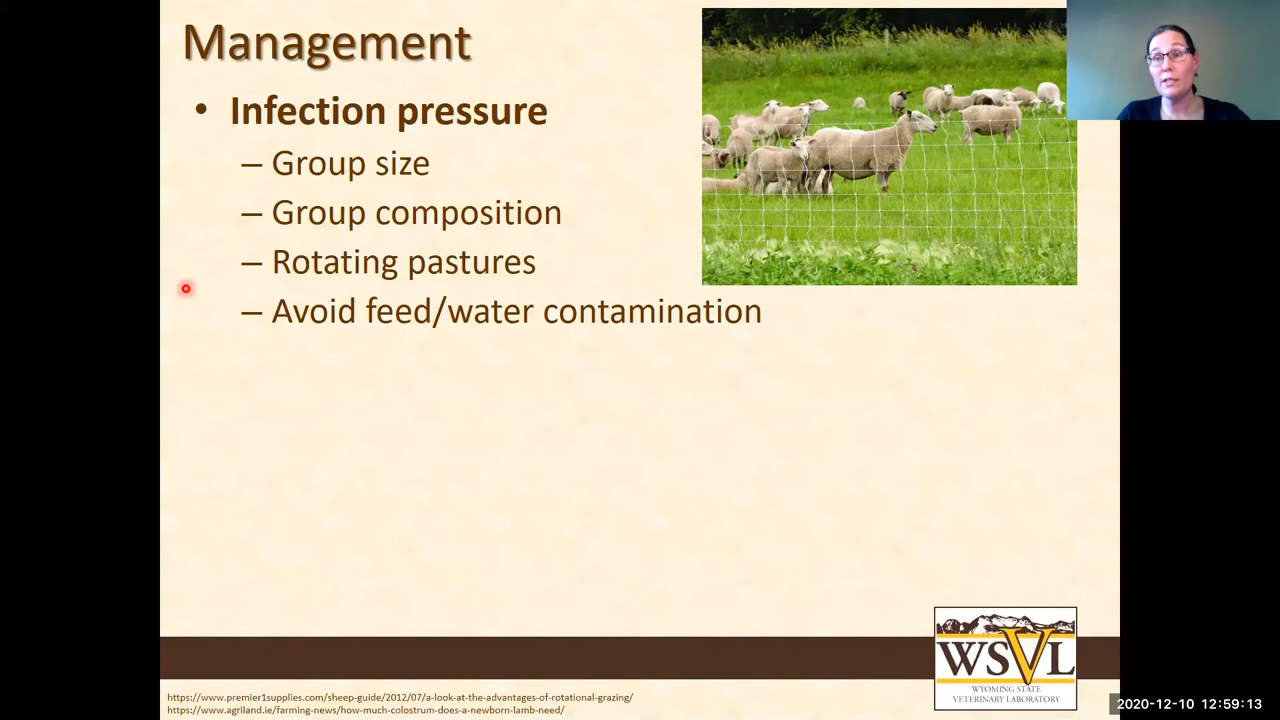 Management
• Infection pressure
– Group size
– Group composition
– Rotating pastures
– Avoid feed/water contamination
WSVL
WYOMING STATE
VETERINARY LABORATORY
https://www.premier1supplies.com/sheep-guide/2012/07/a-look-at-the-advantages-of-rotational-grazing/
https://www.agriland.ie/farming-news/how-much-colostrum-does-a-newborn-lamb-need/
2020-12-10 12:59:13